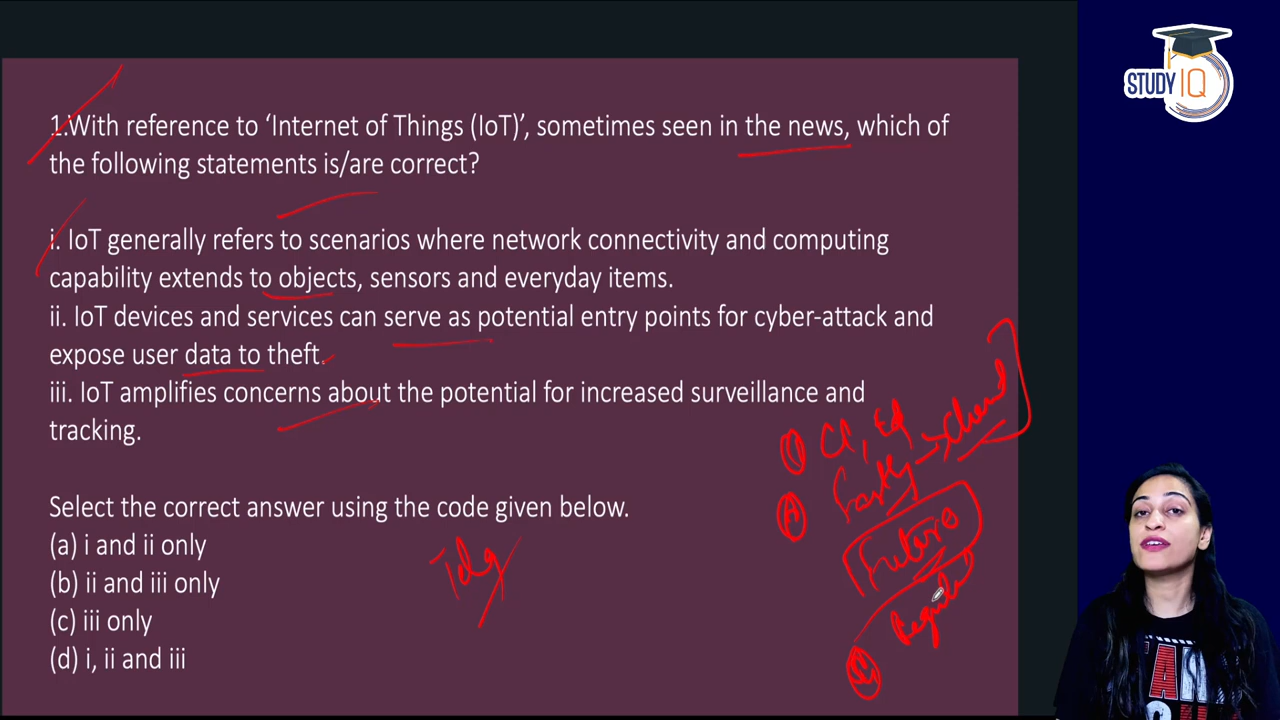 STUDY IQ
1.With reference to ‘Internet of Things (IoT)’, sometimes seen in the news, which of
the following statements is/are correct?
i. IoT generally refers to scenarios where network connectivity and computing
capability extends to objects, sensors and everyday items.
ii. IoT devices and services can serve as potential entry points for cyber-attack and
expose user data to theft.
iii. IoT amplifies concerns about the potential for increased surveillance and
tracking.
Select the correct answer using the code given below.
(a) i and ii only
(b) ii and iii only
(c) iii only
(d) i, ii and iii
Future